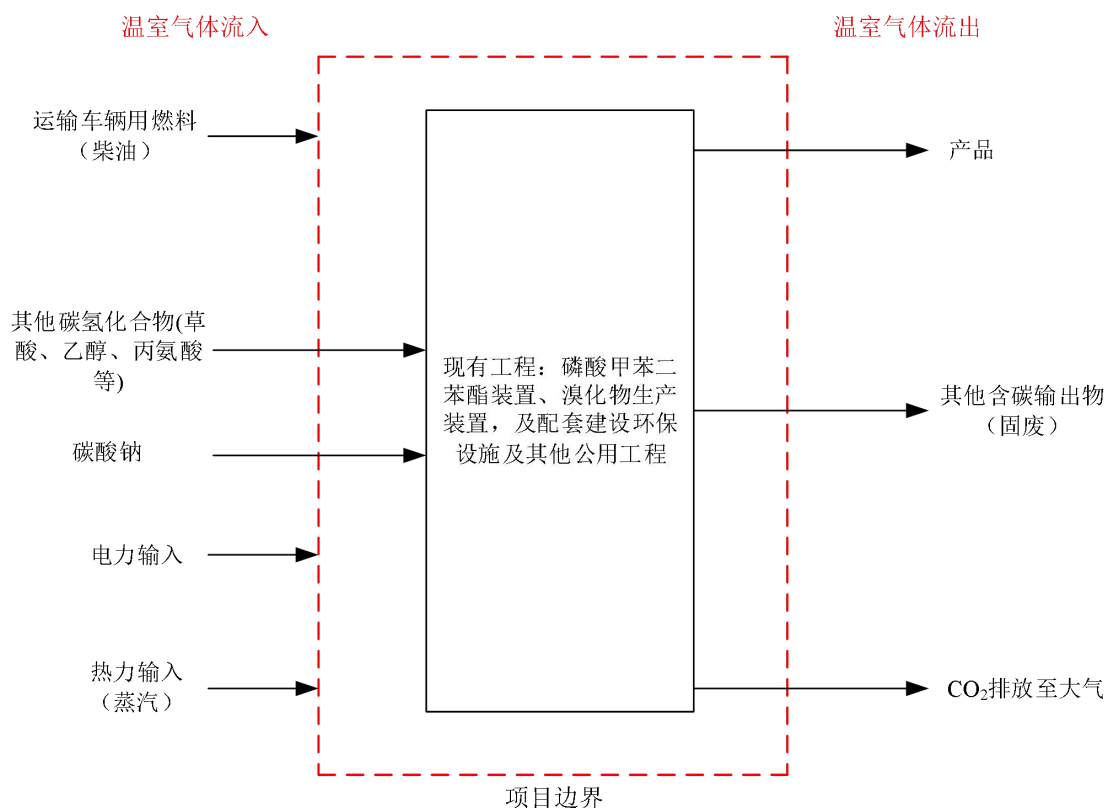 温室气体流入
温室气体流出
运输车辆用燃料
（柴油）
产品
其他碳氢化合物(草
酸、乙醇、丙氨酸
等)
现有工程：磷酸甲苯二
苯酯装置、溴化物生产
装置，及配套建设环保
设施及其他公用工程
其他含碳输出物
（固废）
碳酸钠
电力输入
热力输入
（蒸汽）
CO₂排放至大气
项目边界